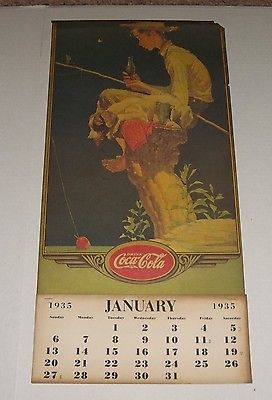 DRINK
Coca-Cola
1935 JANUARY 1935
Sunday Monday Tuesday Wednesday Thursday Friday Saturday
1 2 3 4 5
6 7 8 9 10 11 12
13 14 15 16 17 18 19
20 21 22 23 24 25 26
27 28 29 30 31